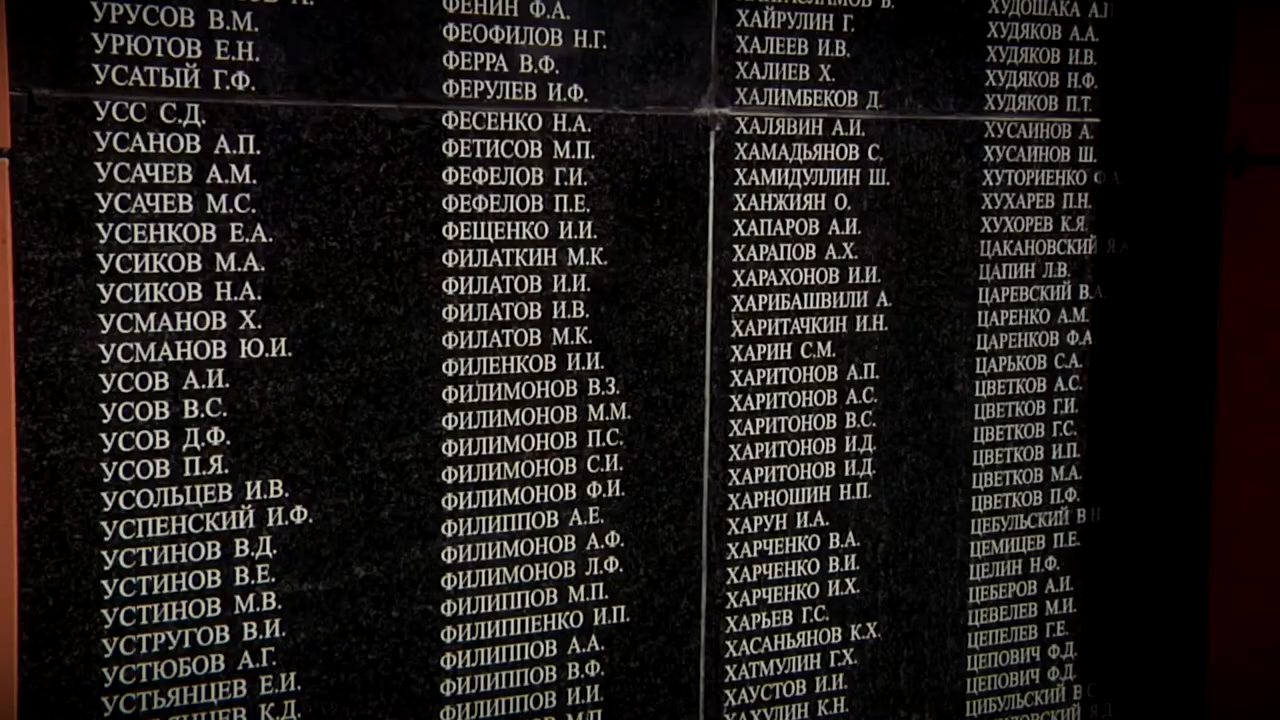 УРУСОВ В.М.
УРЮТОВ Е.Н.
УСАТЫЙ Г.Ф.
УСС С.Д.
УСАНОВ А.П.
УСАЧЕВ А.М.
УСАЧЕВ М.С.
УСЕНКОВ Е.А.
УСИКОВ М.А.
УСИКОВ Н.А.
УСМАНОВ Х.
УСМАНОВ Ю.И.
УСОВ А.И.
УСОВ В.С.
УСОВ Д.Ф.
УСОВ П.Я.
УСОЛЬЦЕВ И.В.
УСПЕНСКИЙ И.Ф.
УСТИНОВ В.Д.
УСТИНОВ В.Е.
УСТИНОВ М.В.
УСТРУГОВ В.И.
УСТЮБОВ А.Г.
УСТЬЯНЦЕВ Е.И.
К.Д.
ФЕНИН Ф.А.
ФЕОФИЛОВ Н.Г.
ФЕРРА В.Ф.
ФЕРУЛЕВ И.Ф.
ФЕСЕНКО Н.А.
ФЕТИСОВ М.П.
ФЕФЕЛОВ Г.И.
ФЕФЕЛОВ П.Е.
ФЕЩЕНКО И.И.
ФИЛАТКИН М.К.
ФИЛАТОВ И.И.
ФИЛАТОВ И.В.
ФИЛАТОВ М.К.
ФИЛЕНКОВ И.И.
ФИЛИМОНОВ В.З.
ФИЛИМОНОВ М.М.
ФИЛИМОНОВ П.С.
ФИЛИМОНОВ С.И.
ФИЛИМОНОВ Ф.И.
ФИЛИППОВ А.Е.
ФИЛИМОНОВ А.Ф.
ФИЛИМОНОВ Л.Ф.
ФИЛИППОВ М.П.
ФИЛИППЕНКО И.П.
ФИЛИППОВ А.А.
ФИЛИППОВ В.Ф.
ФИЛИППОВ И.И.
ХАЙРУЛИН Г.
ХАЛЕЕВ И.В.
ХАЛИЕВ Х.
ХАЛИМБЕКОВ Д.
ХАЛЯВИН А.И.
ХАМАДЬЯНОВ С.
ХАМИДУЛЛИН Ш.
ХАНЖИЯН О.
ХАПАРОВ А.И.
ХАРАПОВ А.Х.
ХАРАХОНОВ И.И.
ХАРИБАШВИЛИ А.
ХАРИТАЧКИН И.Н.
ХАРИН С.М.
ХАРИТОНОВ А.П.
ХАРИТОНОВ А.С.
ХАРИТОНОВ В.С.
ХАРИТОНОВ И.Д.
ХАРИТОНОВ И.Д.
ХАРНОШИН Н.П.
ХАРУН И.А.
ХАРЧЕНКО В.А.
ХАРЧЕНКО В.И.
ХАРЧЕНКО И.Х.
ХАРЬЕВ Г.С.
ХАСАНЬЯНОВ К.Х.
ХАТМУЛИН Г.Х.
ХАУСТОВ И.И.
ХАХУЛИН К.Н.
ХУДОШАКА
ХУДЯКОВ А.А.
ХУДЯКОВ И.В.
ХУДЯКОВ Н.Ф.
ХУДЯКОВ П.Т.
ХУСАИНОВ А.
ХУСАИНОВ Ш.
ХУТОРИЕНКО Ф.А.
ХУХАРЕВ П.Н.
ХУХОРЕВ К.Я.
ЦАКАНОВСКИЙ Я.А.
ЦАПИН Л.В.
ЦАРЕВСКИЙ В.А.
ЦАРЕНКО А.М.
ЦАРЕНКОВ Ф.А
ЦАРЬКОВ С.А.
ЦВЕТКОВ А.С.
ЦВЕТКОВ Г.И.
ЦВЕТКОВ Г.С.
ЦВЕТКОВ И.П.
ЦВЕТКОВ М.А.
ЦВЕТКОВ П.Ф.
ЦЕБУЛЬСКИЙ В
ЦЕМИЦЕВ П.Е.
ЦЕЛИН Н.Ф.
ЦЕБЕРОВ А.И.
ЦЕВЕЛЕВ М.И.
ЦЕПЕЛЕВ Г.Е.
ЦЕПОВИЧ Ф.Д.
ЦЕПОВИЧ Ф.Д.
ЦИБУЛЬСКИЙ В